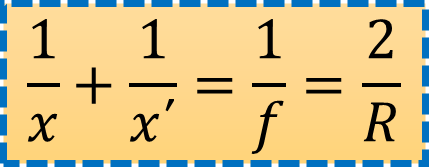 1/x + 1/x′ = 1/f = 2/R